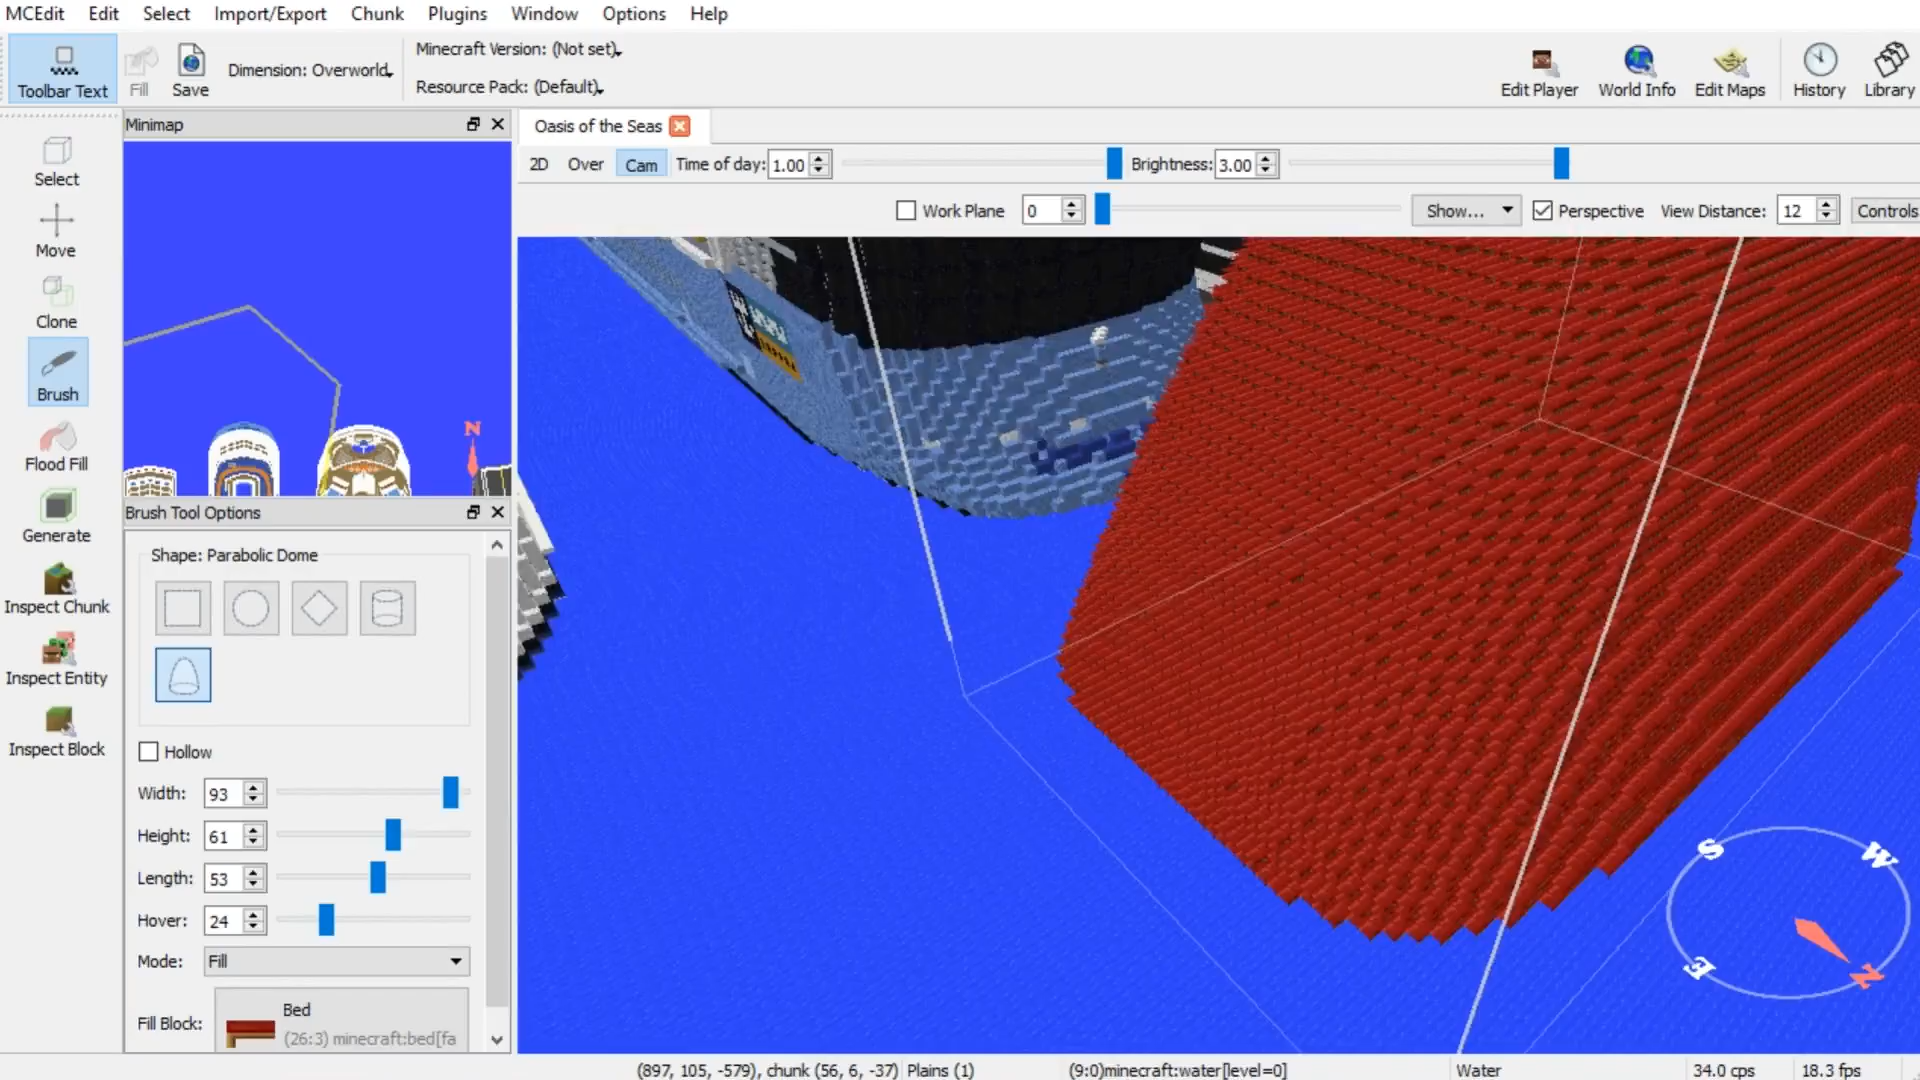 MCEdit Edit Select Import/Export Chunk Plugins Window Options Help
Toolbar Text
Fill
Save
Dimension: Overworld
Minecraft Version: (Not set)
Resource Pack: (Default)
Edit Player
World Info
Edit Maps
History
Library
Select
Move
Clone
Brush
Flood Fill
Generate
Inspect Chunk
Inspect Entity
Inspect Block
Minimap
N
Brush Tool Options
Shape: Parabolic Dome
Hollow
Width: 93
Height: 61
Length: 53
Hover: 24
Mode: Fill
Fill Block: Bed
(26:3) minecraft:bed[fa
Oasis of the Seas
2D Over Cam Time of day: 1.00 Brightness: 3.00
Work Plane 0 Show... Perspective View Distance: 12 Controls
S
W
E
N
(897, 105, -579), chunk (56, 6, -37) Plains (1) (9:0)minecraft:water[level=0] Water 34.0 cps 18.3 fps